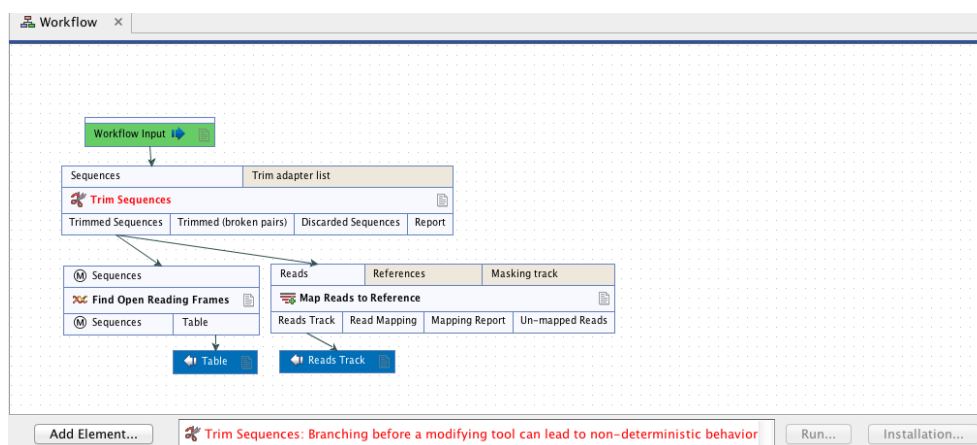 Workflow ×
Workflow Input
Sequences Trim adapter list
Trim Sequences
Trimmed Sequences Trimmed (broken pairs) Discarded Sequences Report
M Sequences
Reads References Masking track
Find Open Reading Frames
Map Reads to Reference
M Sequences Table
Reads Track Read Mapping Mapping Report Un-mapped Reads
Table
Reads Track
Add Element...
Trim Sequences: Branching before a modifying tool can lead to non-deterministic behavior
Run...
Installation...